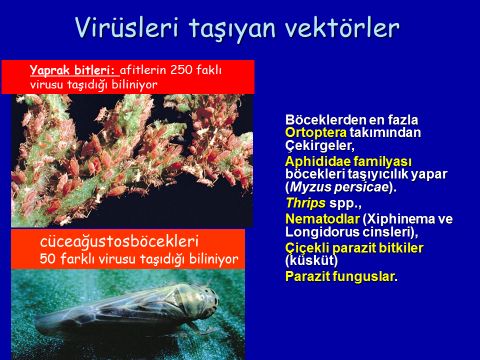 Virüsleri taşıyan vektörler
Yaprak bitleri: afitlerin 250 faklı
virusu taşıdığı biliniyor
cüceağustosböcekleri
50 farklı virusu taşıdığı biliniyor
Böceklerden en fazla
Ortoptera takımından
Çekirgeler,
Aphididae familyası
böcekleri taşıyıcılık yapar
(Myzus persicae).
Thrips spp.,
Nematodlar (Xiphinema ve
Longidorus cinsleri),
Çiçekli parazit bitkiler
(küsküt)
Parazit funguslar.